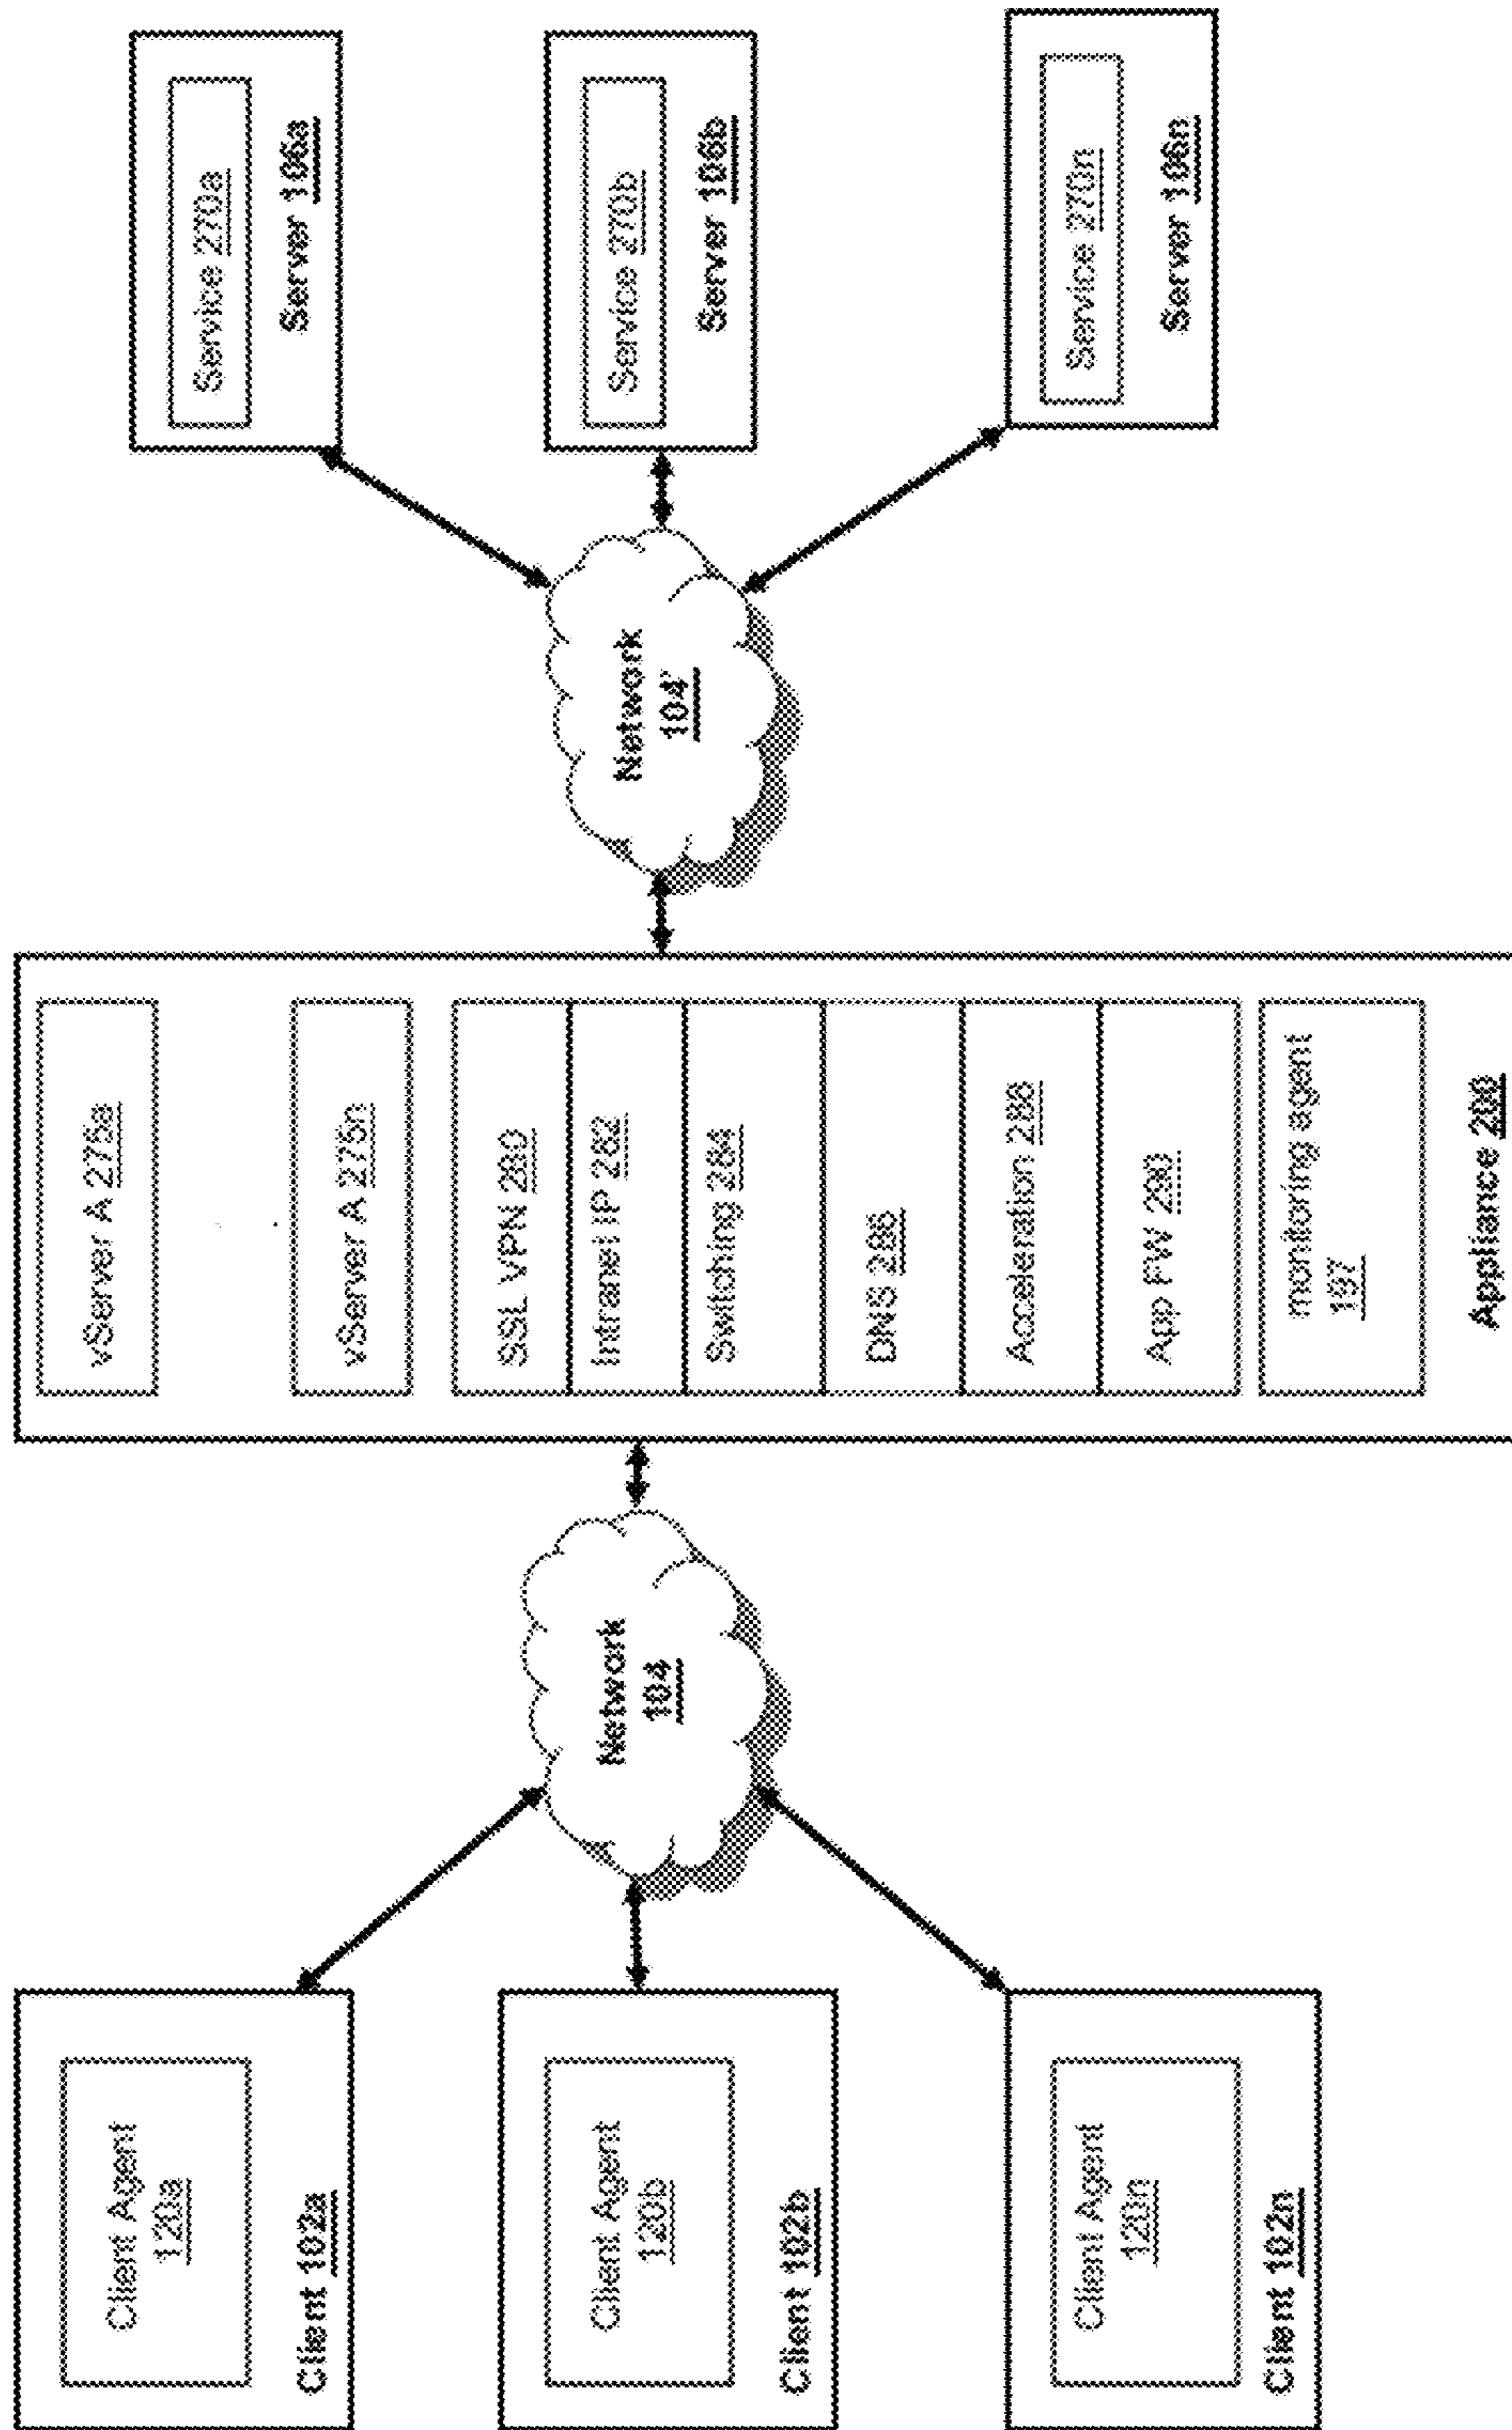 Client Agent
120a
Client 102a
Client Agent
120b
Client 102b
Client Agent
120n
Client 102n
Network
104
vServer A 275a
vServer A 275n
SSL VPN 280
Intranet IP 282
Switching 284
DNS 286
Acceleration 288
App FW 290
monitoring agent
197
Appliance 200
Network
104'
Service 270a
Server 106a
Service 270b
Server 106b
Service 270n
Server 106n